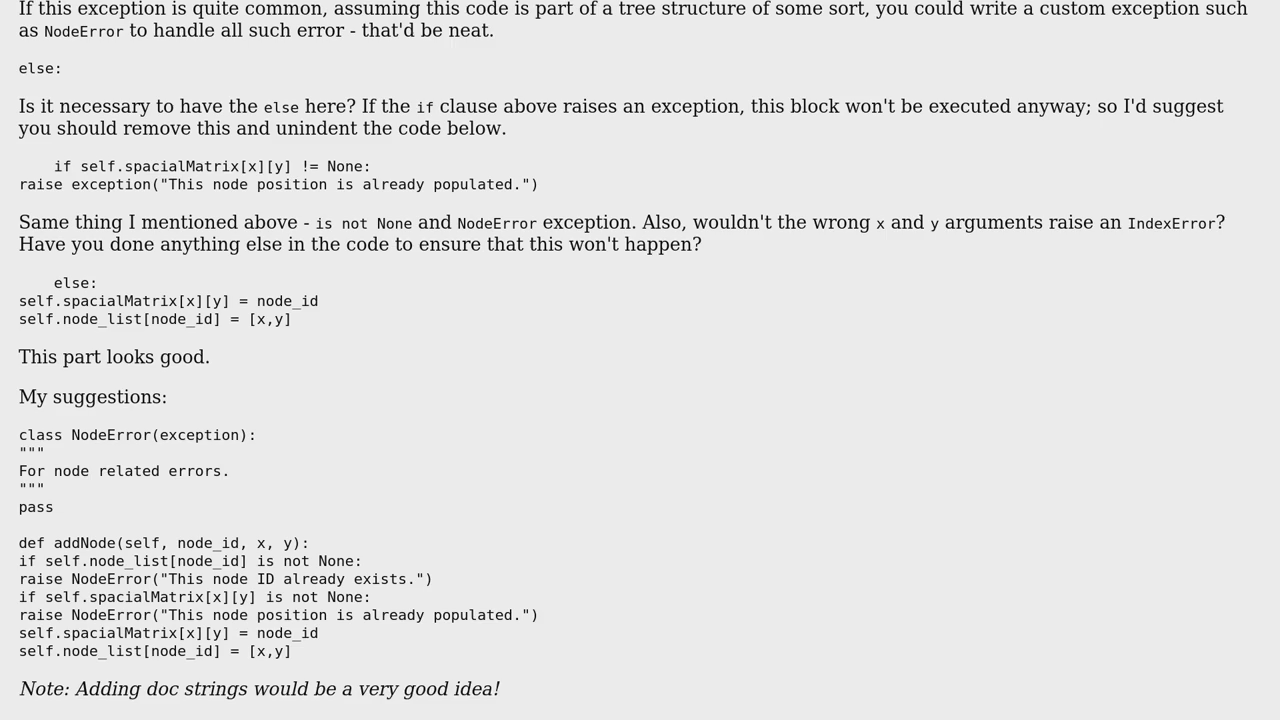 If this exception is quite common, assuming this code is part of a tree structure of some sort, you could write a custom exception such
as NodeError to handle all such error - that'd be neat.
else:
Is it necessary to have the else here? If the if clause above raises an exception, this block won't be executed anyway; so I'd suggest
you should remove this and unindent the code below.
    if self.spacialMatrix[x][y] != None:
raise exception("This node position is already populated.")
Same thing I mentioned above - is not None and NodeError exception. Also, wouldn't the wrong x and y arguments raise an IndexError?
Have you done anything else in the code to ensure that this won't happen?
    else:
self.spacialMatrix[x][y] = node_id
self.node_list[node_id] = [x,y]
This part looks good.
My suggestions:
class NodeError(exception):
"""
For node related errors.
"""
pass
def addNode(self, node_id, x, y):
if self.node_list[node_id] is not None:
raise NodeError("This node ID already exists.")
if self.spacialMatrix[x][y] is not None:
raise NodeError("This node position is already populated.")
self.spacialMatrix[x][y] = node_id
self.node_list[node_id] = [x,y]
Note: Adding doc strings would be a very good idea!